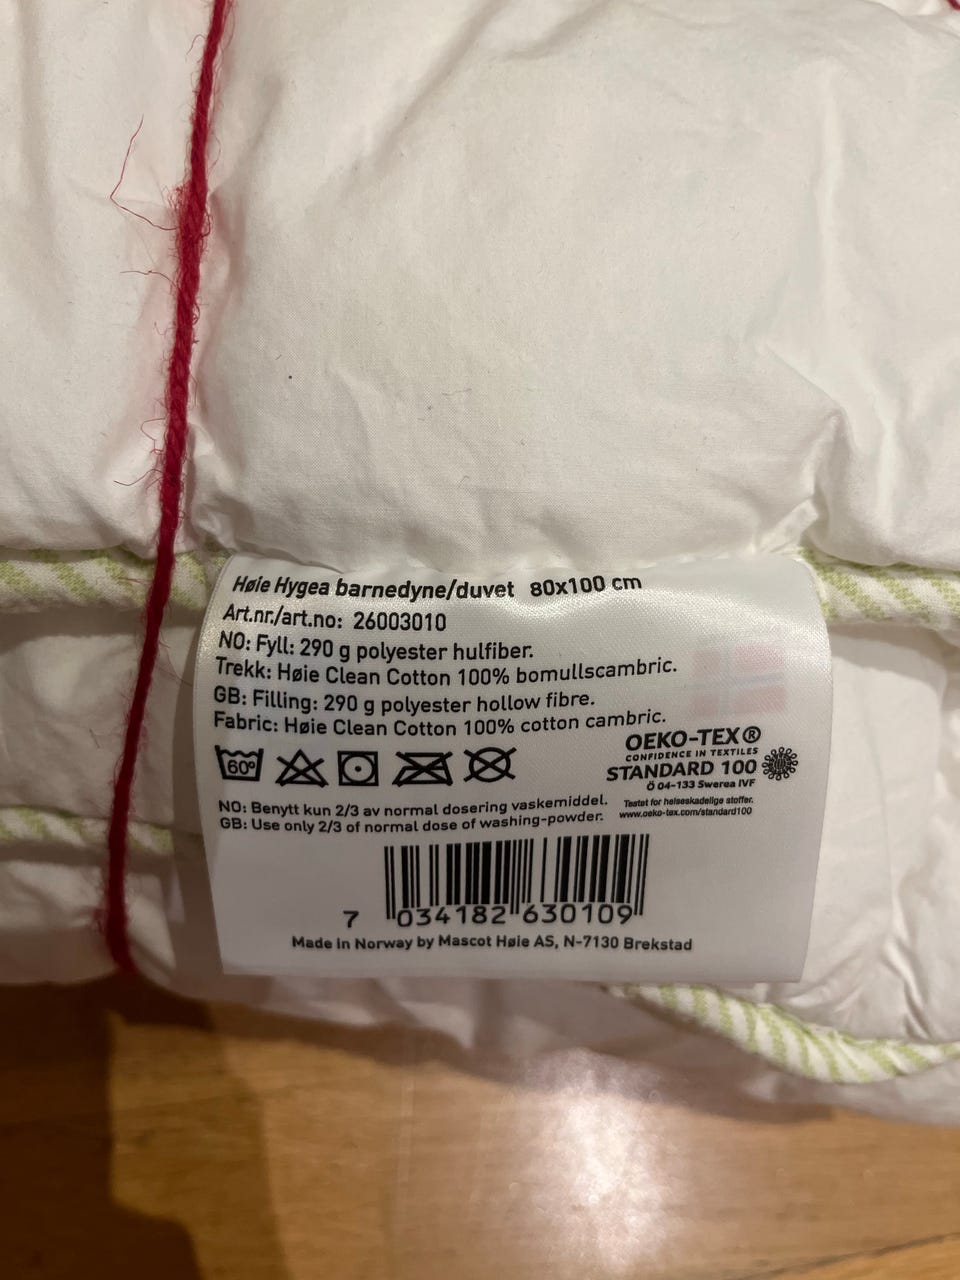 Høie Hygea barnedyne/duvet 80x100 cm
Art.nr./art.no: 26003010
NO: Fyll: 290 g polyester hulfiber.
Trekk: Høie Clean Cotton 100% bomullscambric.
GB: Filling: 290 g polyester hollow fibre.
Fabric: Høie Clean Cotton 100% cotton cambric.
60°
OEKO-TEX®
CONFIDENCE IN TEXTILES
STANDARD 100
Ö 04-133 Swerea IVF
Testet for helseskadelige stoffer.
www.oeko-tex.com/standard100
NO: Benytt kun 2/3 av normal dosering vaskemiddel.
GB: Use only 2/3 of normal dose of washing-powder.
7 034182 630109
Made in Norway by Mascot Høie AS, N-7130 Brekstad